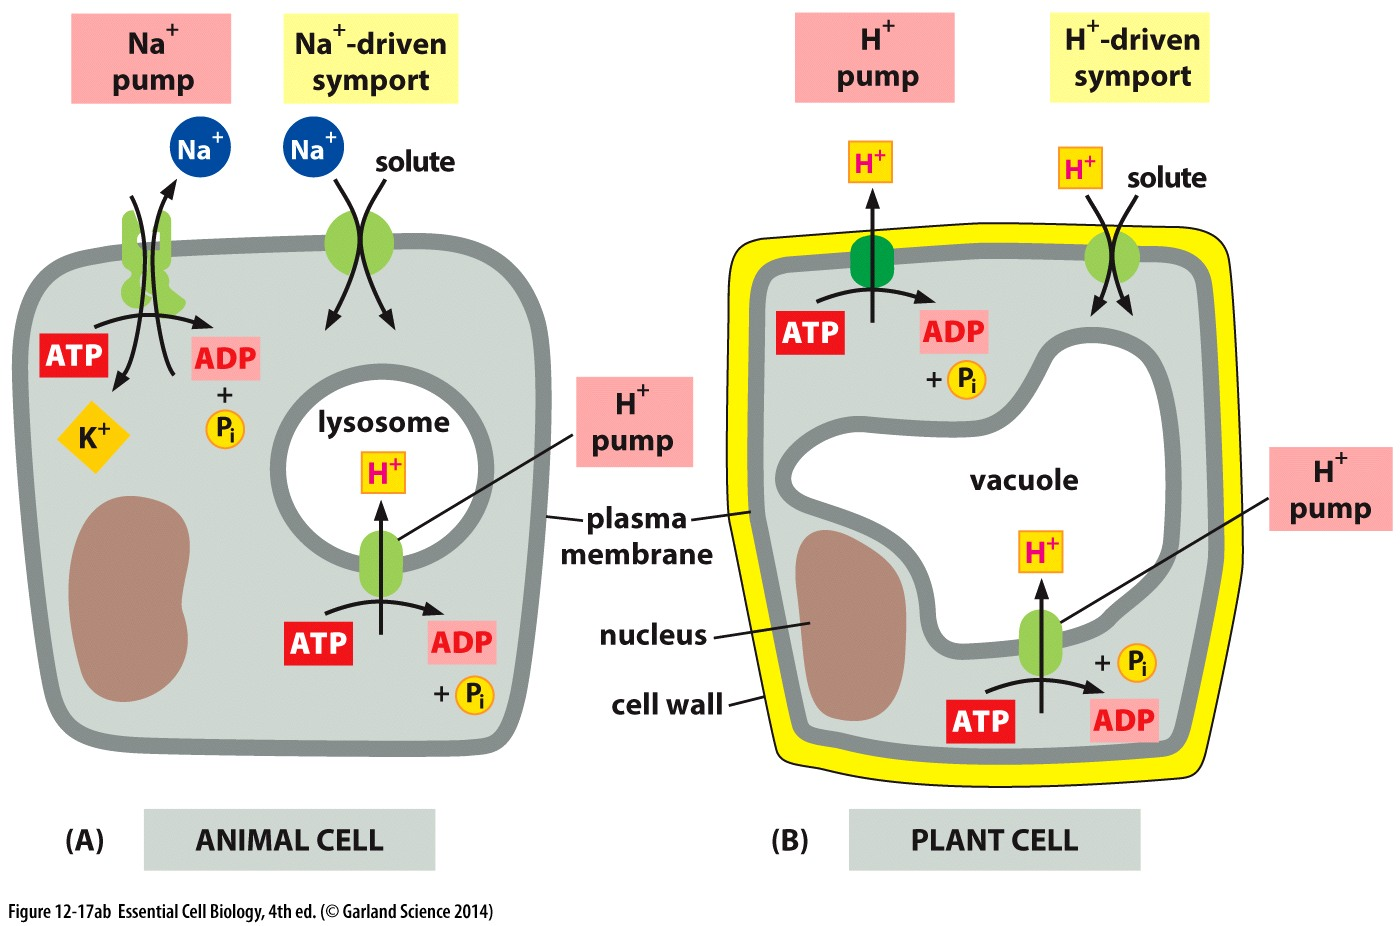 Na⁺
pump
Na⁺-driven
symport
Na⁺
Na⁺
solute
ATP
ADP
+
Pi
K⁺
lysosome
H⁺
H⁺
pump
ATP
ADP
+ Pi
plasma
membrane
nucleus
cell wall
(A) ANIMAL CELL
H⁺
pump
H⁺-driven
symport
H⁺
H⁺
solute
ATP
ADP
+ Pi
vacuole
H⁺
H⁺
pump
+ Pi
ATP
ADP
(B) PLANT CELL
Figure 12-17ab Essential Cell Biology, 4th ed. (© Garland Science 2014)